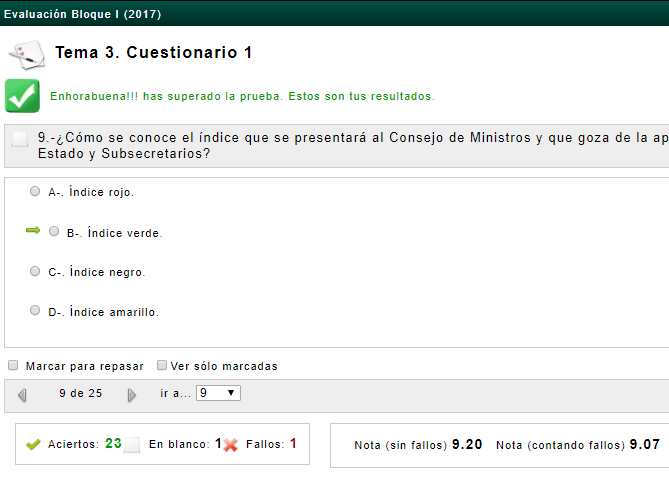 Evaluación Bloque I (2017)
Tema 3. Cuestionario 1
Enhorabuena!!! has superado la prueba. Estos son tus resultados.
9.-¿Cómo se conoce el índice que se presentará al Consejo de Ministros y que goza de la ap
Estado y Subsecretarios?
A-. Índice rojo.
B-. Índice verde.
C-. Índice negro.
D-. Índice amarillo.
Marcar para repasar Ver sólo marcadas
9 de 25 ir a... 9
Aciertos: 23 En blanco: 1 Fallos: 1 Nota (sin fallos) 9.20 Nota (contando fallos) 9.07